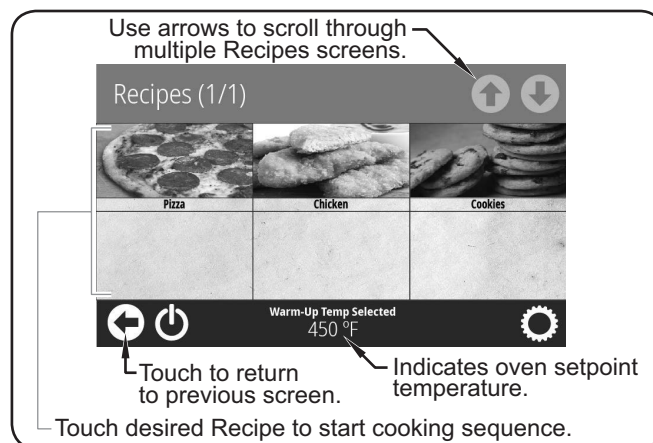 Use arrows to scroll through
multiple Recipes screens.
Recipes (1/1)
Pizza
Chicken
Cookies
Warm-Up Temp Selected
450 °F
Touch to return
to previous screen.
Indicates oven setpoint
temperature.
Touch desired Recipe to start cooking sequence.